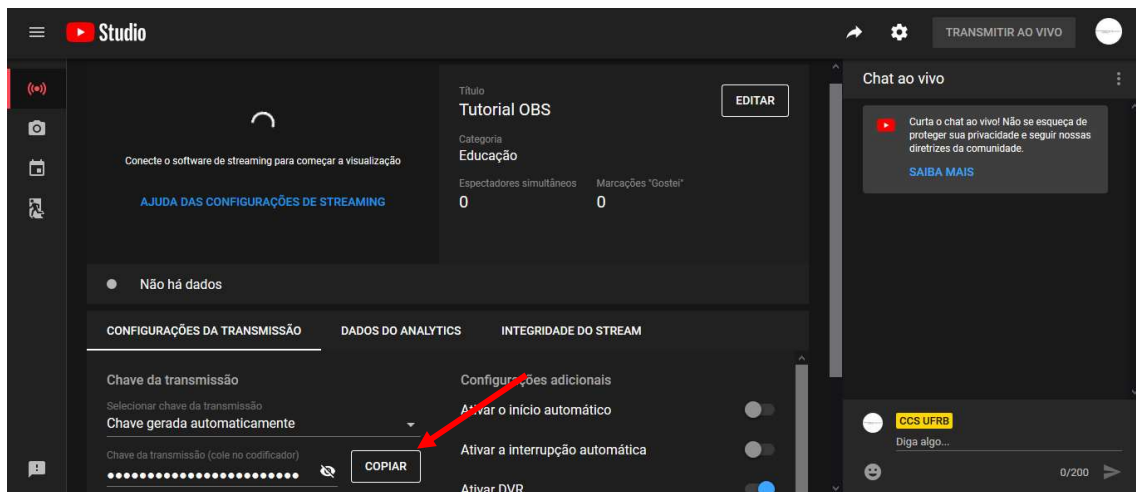 Studio
TRANSMITIR AO VIVO
Conecte o software de streaming para começar a visualização
AJUDA DAS CONFIGURAÇÕES DE STREAMING
Título
Tutorial OBS
EDITAR
Categoria
Educação
Espectadores simultâneos Marcações "Gostei"
0 0
Não há dados
CONFIGURAÇÕES DA TRANSMISSÃO DADOS DO ANALYTICS INTEGRIDADE DO STREAM
Chave da transmissão
Selecionar chave da transmissão
Chave gerada automaticamente
Chave da transmissão (cole no codificador)
••••••••••••••••••••••••
COPIAR
Configurações adicionais
Ativar o início automático
Ativar a interrupção automática
Ativar DVR
Chat ao vivo
Curta o chat ao vivo! Não se esqueça de
proteger sua privacidade e seguir nossas
diretrizes da comunidade.
SAIBA MAIS
CCS UFRB
Diga algo...
0/200